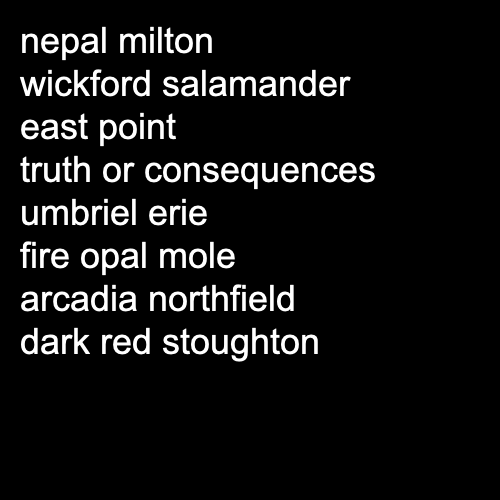 nepal milton
wickford salamander
east point
truth or consequences
umbriel erie
fire opal mole
arcadia northfield
dark red stoughton